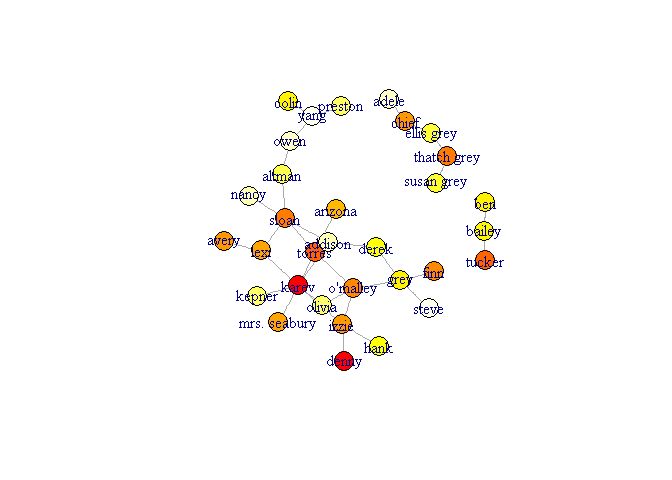 adele
colin
preston
yang
chief
ellis grey
owen
thatch grey
altman
susan grey
nancy
ben
arizona
sloan
bailey
avery
lexi
addison
torres
derek
tucker
finn
grey
karev
o'malley
kepner
olivia
steve
mrs. seabury
izzie
hank
denny